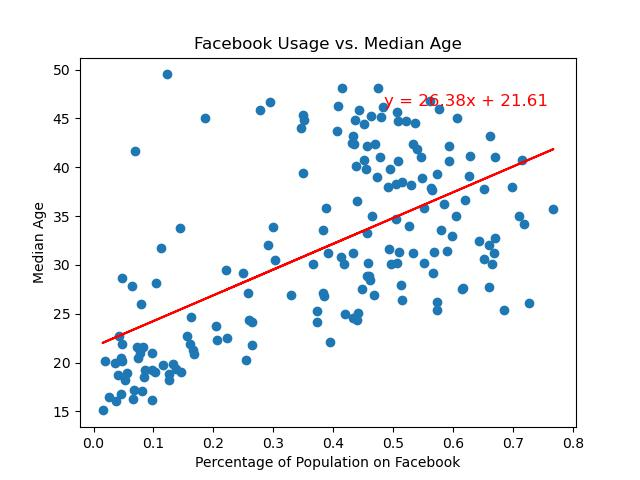 Facebook Usage vs. Median Age
y = 26.38x + 21.61
50
45
40
35
30
25
20
15
Median Age
0.0 0.1 0.2 0.3 0.4 0.5 0.6 0.7 0.8
Percentage of Population on Facebook